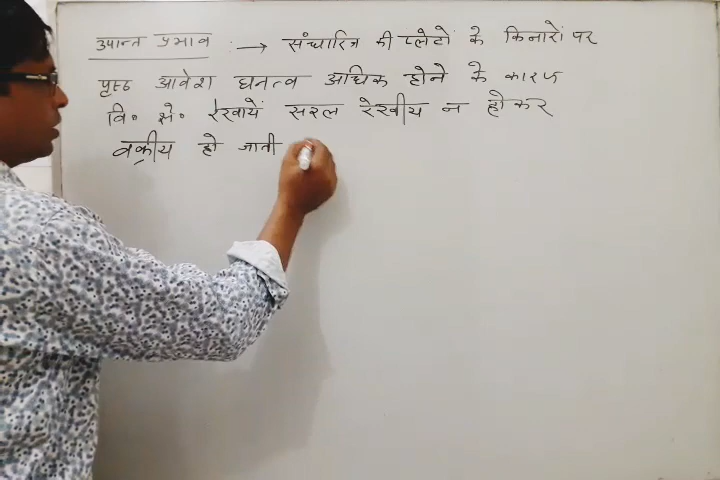 उपान्त प्रभाव :→ संधारित्र की प्लेटों के किनारों पर
पृष्ठ आवेश घनत्व अधिक होने के कारण
वि० क्षे० रेखायें सरल रेखीय न होकर
वक्रीय हो जाती